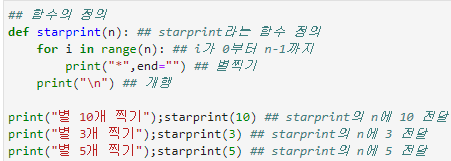 ## 함수의 정의
def starprint(n): ## starprint라는 함수 정의
    for i in range(n): ## i가 0부터 n-1까지
        print("*",end="") ## 별찍기
    print("\n") ## 개행
print("별 10개 찍기");starprint(10) ## starprint의 n에 10 전달
print("별 3개 찍기");starprint(3) ## starprint의 n에 3 전달
print("별 5개 찍기");starprint(5) ## starprint의 n에 5 전달